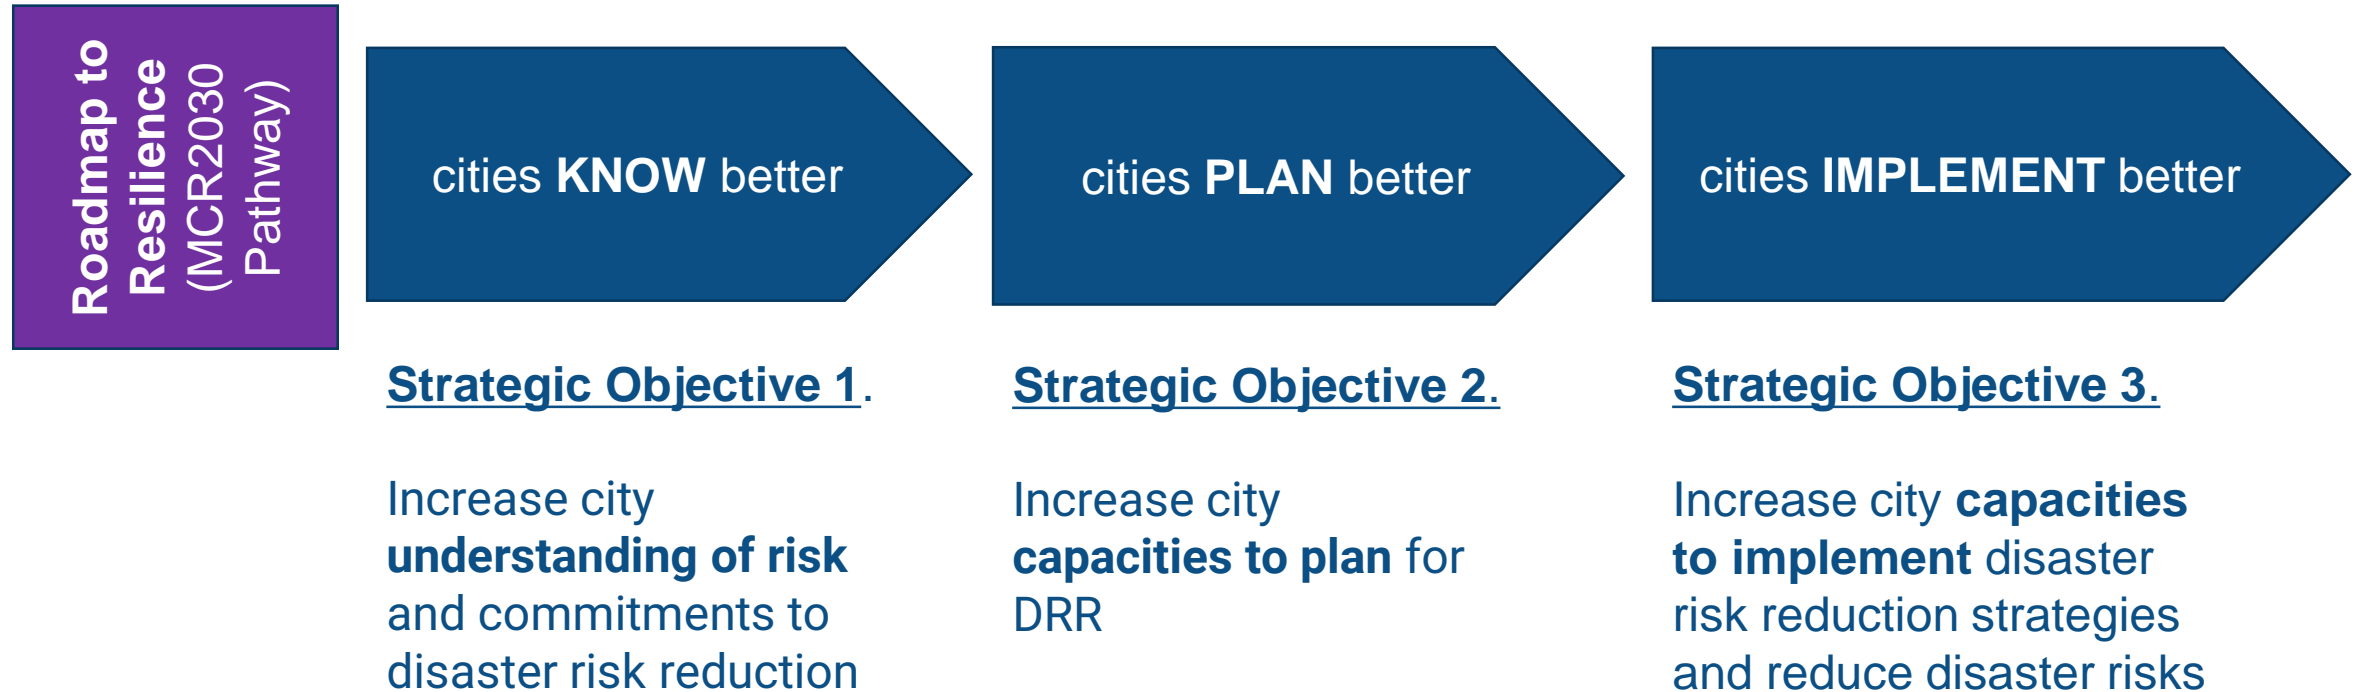 Roadmap to
Resilience
(MCR2030
Pathway)
cities KNOW better
cities PLAN better
cities IMPLEMENT better
Strategic Objective 1.
Increase city
understanding of risk
and commitments to
disaster risk reduction
Strategic Objective 2.
Increase city
capacities to plan for
DRR
Strategic Objective 3.
Increase city capacities
to implement disaster
risk reduction strategies
and reduce disaster risks